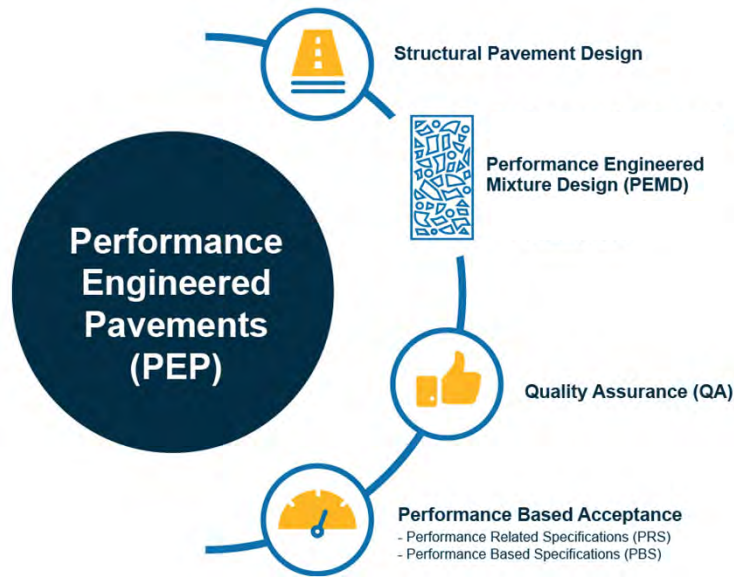 Structural Pavement Design
Performance Engineered
Mixture Design (PEMD)
Performance
Engineered
Pavements
(PEP)
Quality Assurance (QA)
Performance Based Acceptance
- Performance Related Specifications (PRS)
- Performance Based Specifications (PBS)